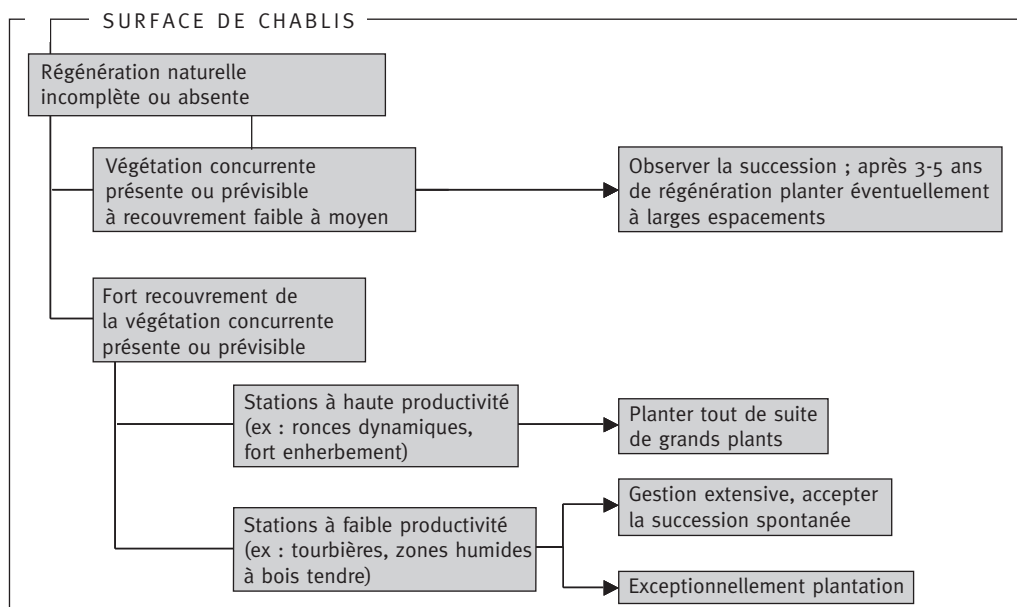 SURFACE DE CHABLIS
Régénération naturelle
incomplète ou absente
Végétation concurrente
présente ou prévisible
à recouvrement faible à moyen
Observer la succession ; après 3-5 ans
de régénération planter éventuellement
à larges espacements
Fort recouvrement de
la végétation concurrente
présente ou prévisible
Stations à haute productivité
(ex : ronces dynamiques,
fort enherbement)
Planter tout de suite
de grands plants
Stations à faible productivité
(ex : tourbières, zones humides
à bois tendre)
Gestion extensive, accepter
la succession spontanée
Exceptionnellement plantation